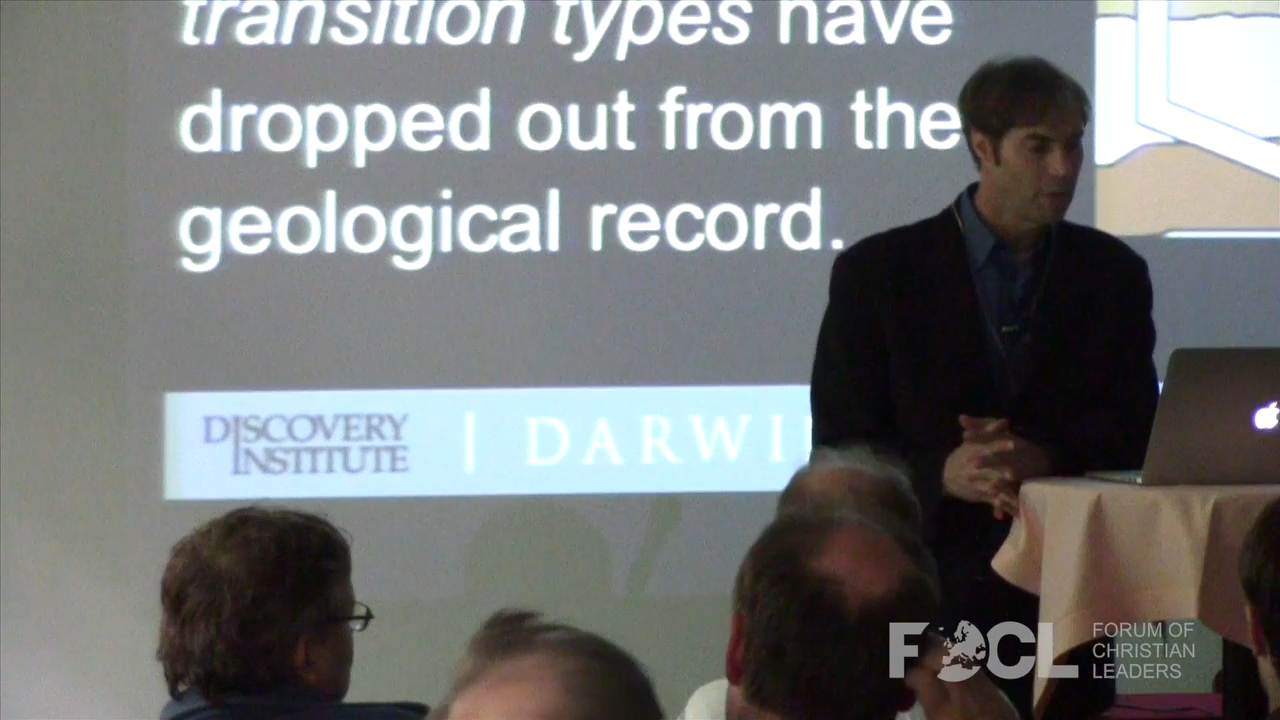 transition types have
dropped out from the
geological record.
DISCOVERY
INSTITUTE
FOCL
FORUM OF
CHRISTIAN
LEADERS